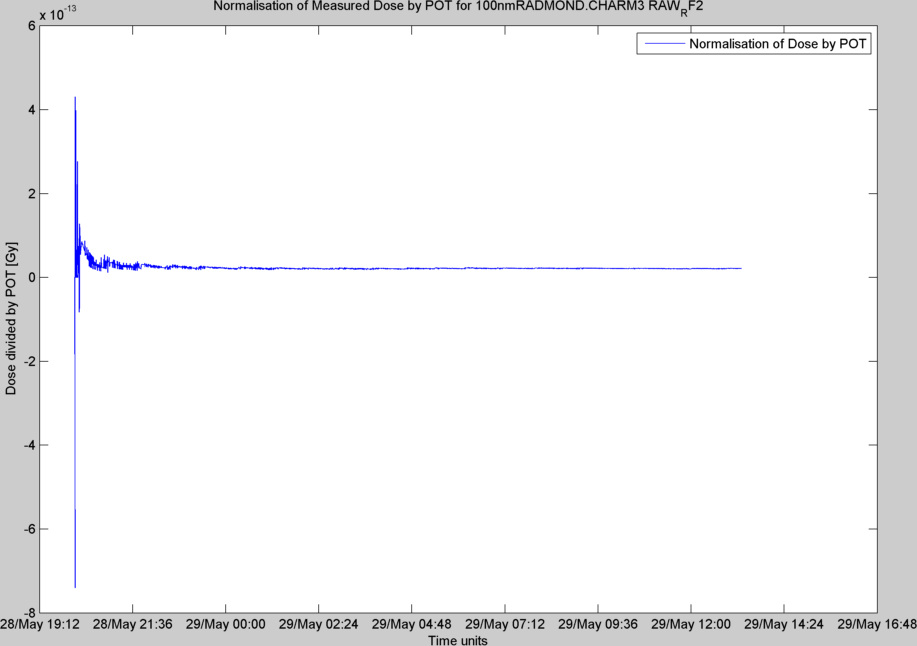 Normalisation of Measured Dose by POT for 100nmRADMOND.CHARM3 RAW_RF2
x 10^-13
Normalisation of Dose by POT
6
4
2
0
-2
-4
-6
-8
Dose divided by POT [Gy]
28/May 19:12 28/May 21:36 29/May 00:00 29/May 02:24 29/May 04:48 29/May 07:12 29/May 09:36 29/May 12:00 29/May 14:24 29/May 16:48
Time units